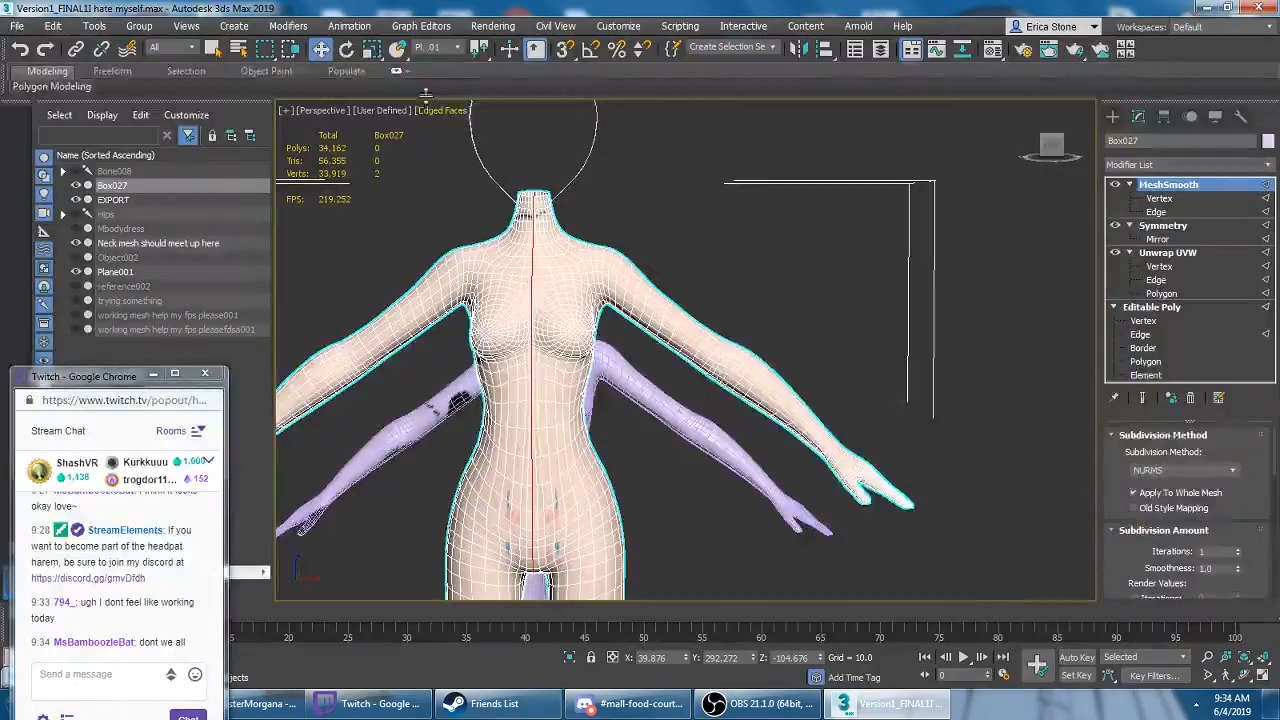 Version1_FINAL1I hate myself.max - Autodesk 3ds Max 2019
File Edit Tools Group Views Create Modifiers Animation Graph Editors Rendering Civil View Customize Scripting Interactive Content Arnold Help Erica Stone Workspaces: Default
All PL .01 Create Selection Se
Modeling Freeform Selection Object Paint Populate
Polygon Modeling
Select Display Edit Customize
Name (Sorted Ascending)
Bone008
Box027
EXPORT
Hips
Mbodydress
Neck mesh should meet up here
Object002
Plane001
reference002
trying something
working mesh help my fps please001
working mesh help my fps pleasefdsa001
[+] [Perspective ] [User Defined ] [Edged Faces
Total Box027
Polys: 34,162 0
Tris: 56,355 0
Verts: 33,919 2
FPS: 219.252
Box027
Modifier List
MeshSmooth
Vertex
Edge
Symmetry
Mirror
Unwrap UVW
Vertex
Edge
Polygon
Editable Poly
Vertex
Edge
Border
Polygon
Element
Subdivision Method
Subdivision Method:
NURMS
Apply To Whole Mesh
Old Style Mapping
Subdivision Amount
Iterations: 1
Smoothness: 1.0
Render Values:
Twitch - Google Chrome
https://www.twitch.tv/popout/h...
Stream Chat Rooms
ShashVR 1,138
Kurkkuuu 1,000
trogdor11... 152
okay love~
9:28 StreamElements: If you
want to become part of the headpat
harem, be sure to join my discord at
https://discord.gg/gmvDfdh
9:33 794_: ugh I dont feel like working
today
9:34 MsBamboozleBat: dont we all
Send a message
Chat
20 25 30 35 40 45 50 55 60 65 70 75 80 85 90 95 100
X: 39.876 Y: 292.272 Z: -104.676 Grid = 10.0
Add Time Tag
Auto Key Selected
0 Set Key Key Filters...
sterMorgana - ... Twitch - Google ... Friends List #mall-food-court... OBS 21.1.0 (64bit... Version1_FINAL1I...
9:34 AM
6/4/2019